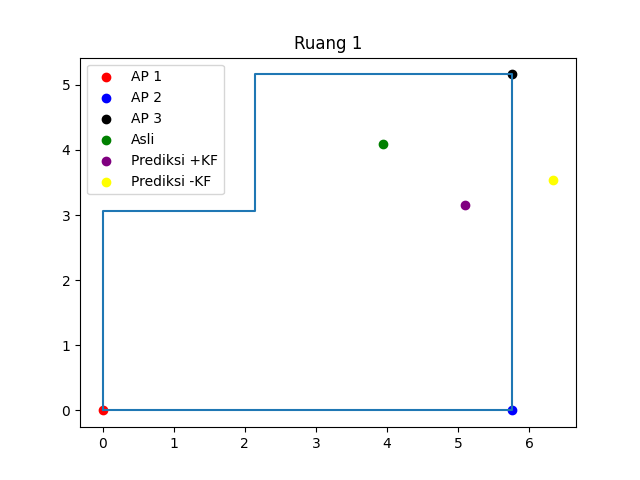 Ruang 1
AP 1
AP 2
AP 3
Asli
Prediksi +KF
Prediksi -KF
5
4
3
2
1
0
0 1 2 3 4 5 6